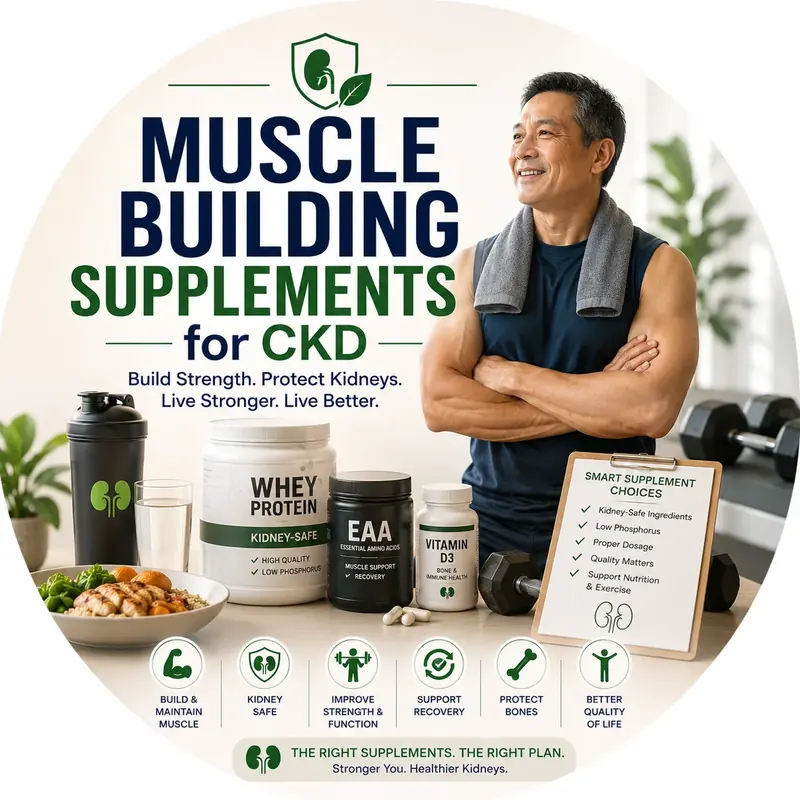 MUSCLE
BUILDING
SUPPLEMENTS
for CKD
Build Strength. Protect Kidneys.
Live Stronger. Live Better.
WHEY
PROTEIN
KIDNEY-SAFE
✓ HIGH QUALITY
✓ LOW PHOSPHORUS
EAA
ESSENTIAL AMINO ACIDS
MUSCLE SUPPORT
RECOVERY
VITAMIN
D3
BONE &
IMMUNE HEALTH
SMART SUPPLEMENT
CHOICES
✓ Kidney-Safe Ingredients
✓ Low Phosphorus
✓ Proper Dosage
✓ Quality Matters
✓ Support Nutrition
& Exercise
BUILD &
MAINTAIN
MUSCLE
KIDNEY
SAFE
IMPROVE
STRENGTH &
FUNCTION
SUPPORT
RECOVERY
PROTECT
BONES
BETTER
QUALITY
OF LIFE
THE RIGHT SUPPLEMENTS. THE RIGHT PLAN.
Stronger You. Healthier Kidneys.